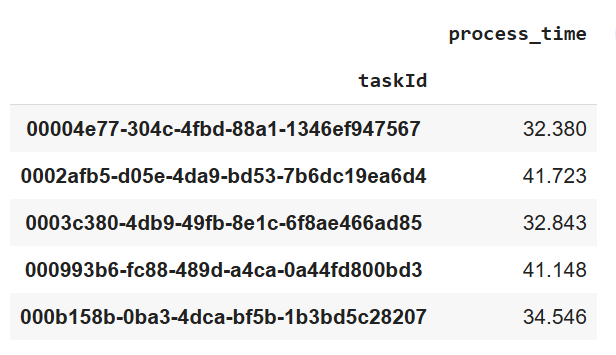 process_time
taskId
00004e77-304c-4fbd-88a1-1346ef947567 32.380
0002afb5-d05e-4da9-bd53-7b6dc19ea6d4 41.723
0003c380-4db9-49fb-8e1c-6f8ae466ad85 32.843
000993b6-fc88-489d-a4ca-0a44fd800bd3 41.148
000b158b-0ba3-4dca-bf5b-1b3bd5c28207 34.546